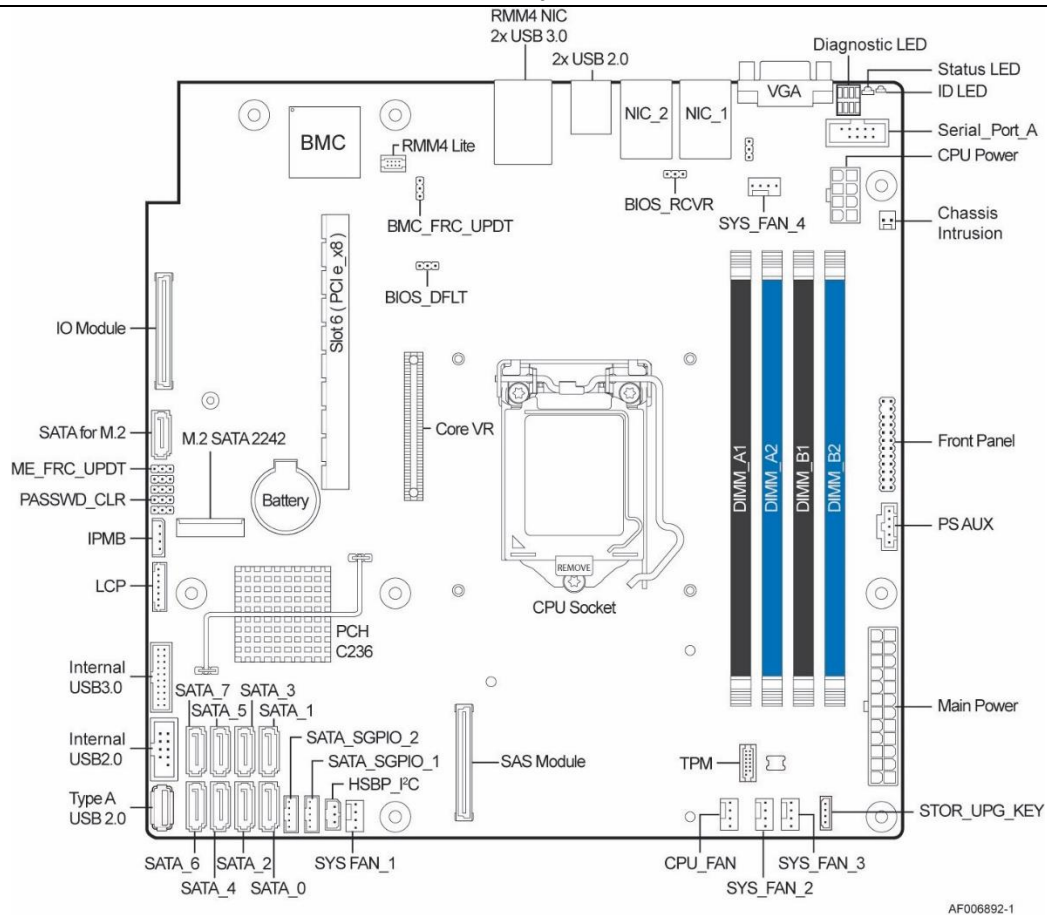 RMM4 NIC
2x USB 3.0
2x USB 2.0
Diagnostic LED
Status LED
ID LED
VGA
NIC_2
NIC_1
Serial_Port_A
CPU Power
BMC
RMM4 Lite
BIOS_RCVR
SYS_FAN_4
Chassis
Intrusion
BMC_FRC_UPDT
BIOS_DFLT
Slot 6 ( PCI e_x8 )
IO Module
Core VR
SATA for M.2
M.2 SATA 2242
ME_FRC_UPDT
PASSWD_CLR
Battery
IPMB
LCP
DIMM_A1
DIMM_A2
DIMM_B1
DIMM_B2
Front Panel
PS AUX
REMOVE
CPU Socket
PCH
C236
Internal
USB3.0
SATA_7
SATA_3
SATA_5
SATA_1
Internal
USB2.0
SATA_SGPIO_2
SATA_SGPIO_1
HSBP_I²C
SAS Module
TPM
Main Power
Type A
USB 2.0
STOR_UPG_KEY
SATA_6
SATA_2
SYS FAN_1
SATA_4
SATA_0
CPU_FAN
SYS_FAN_3
SYS_FAN_2
AF006892-1